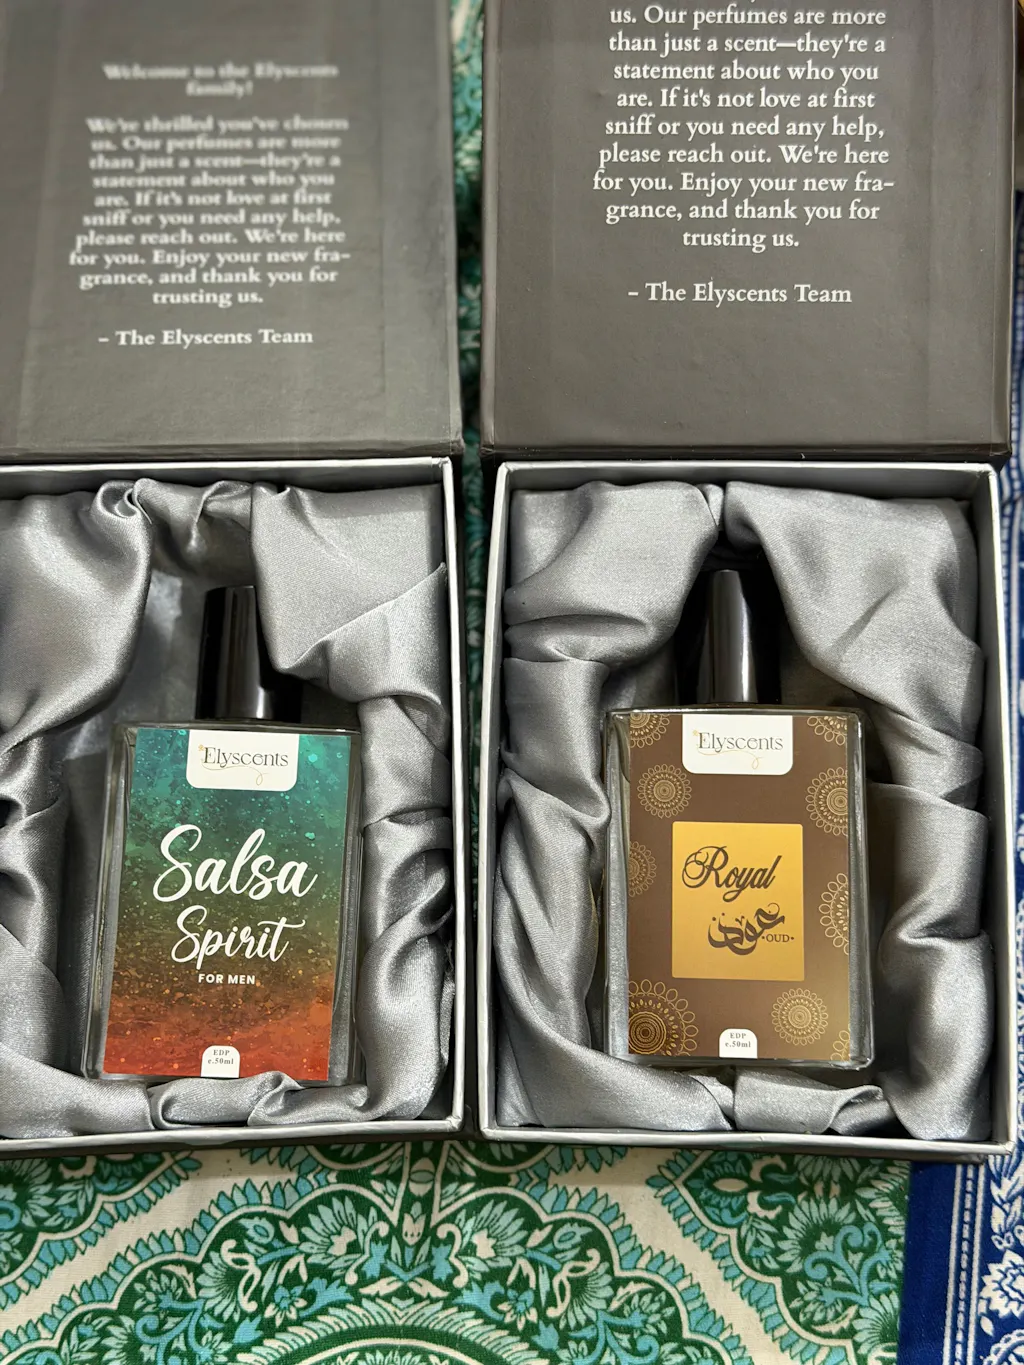 Welcome to the Elyscents
family!
We're thrilled you've chosen
us. Our perfumes are more
than just a scent—they're a
statement about who you
are. If it's not love at first
sniff or you need any help,
please reach out. We're here
for you. Enjoy your new fra-
grance, and thank you for
trusting us.
- The Elyscents Team
us. Our perfumes are more
than just a scent—they're a
statement about who you
are. If it's not love at first
sniff or you need any help,
please reach out. We're here
for you. Enjoy your new fra-
grance, and thank you for
trusting us.
- The Elyscents Team
Elyscents
Salsa
Spirit
FOR MEN
EDP
e.50ml
Elyscents
Royal
عود
•OUD•
EDP
e.50ml